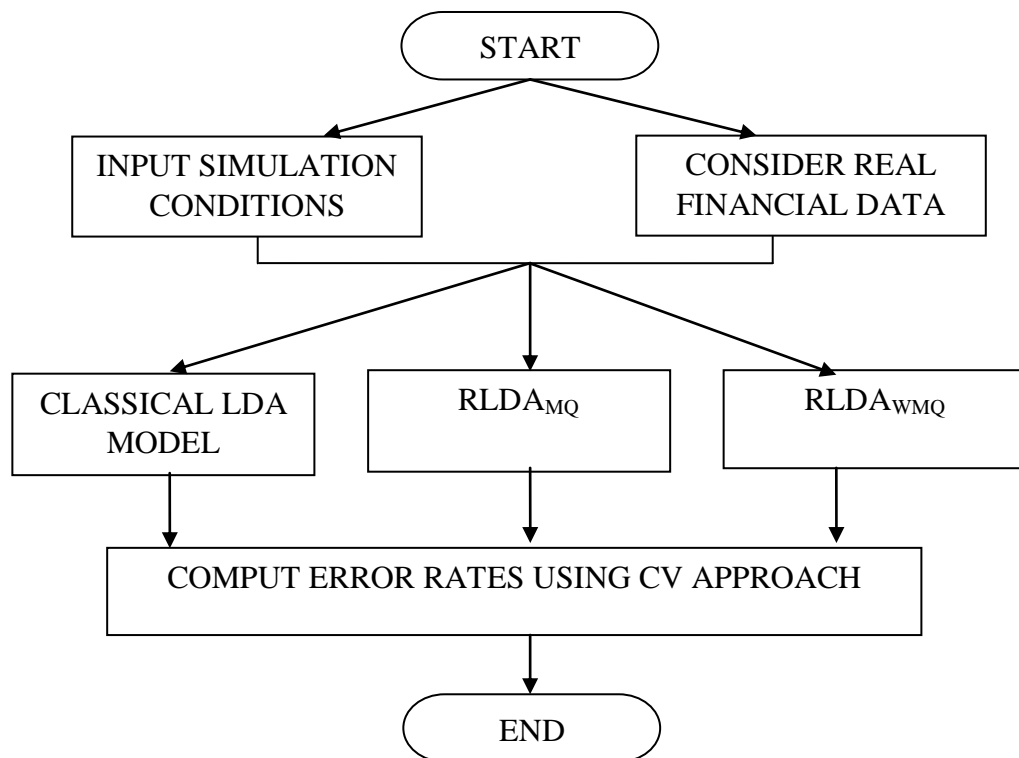 START
INPUT SIMULATION
CONDITIONS
CONSIDER REAL
FINANCIAL DATA
CLASSICAL LDA
MODEL
RLDAMQ
RLDAWMQ
COMPUT ERROR RATES USING CV APPROACH
END